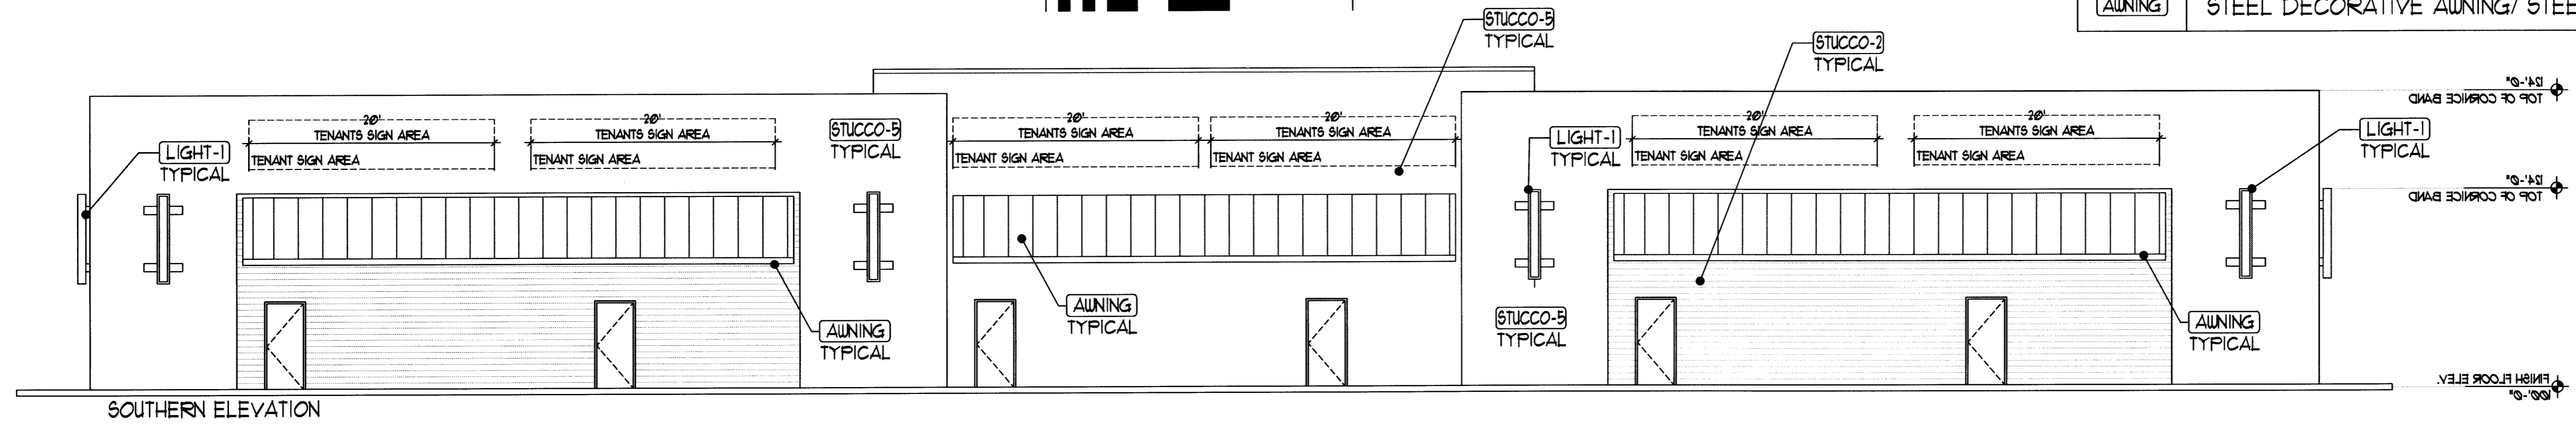 AWNING
STEEL DECORATIVE AWNING/ STEE
STUCCO-5
TYPICAL
STUCCO-2
TYPICAL
124'-0"
TOP OF CORNICE BAND
20'
TENANTS SIGN AREA
TENANT SIGN AREA
20'
TENANTS SIGN AREA
TENANT SIGN AREA
STUCCO-5
TYPICAL
20'
TENANTS SIGN AREA
TENANT SIGN AREA
20'
TENANTS SIGN AREA
TENANT SIGN AREA
20'
TENANTS SIGN AREA
TENANT SIGN AREA
20'
TENANTS SIGN AREA
TENANT SIGN AREA
LIGHT-1
TYPICAL
LIGHT-1
TYPICAL
LIGHT-1
TYPICAL
124'-0"
TOP OF CORNICE BAND
AWNING
TYPICAL
AWNING
TYPICAL
STUCCO-5
TYPICAL
AWNING
TYPICAL
FINISH FLOOR ELEV.
100'-0"
SOUTHERN ELEVATION